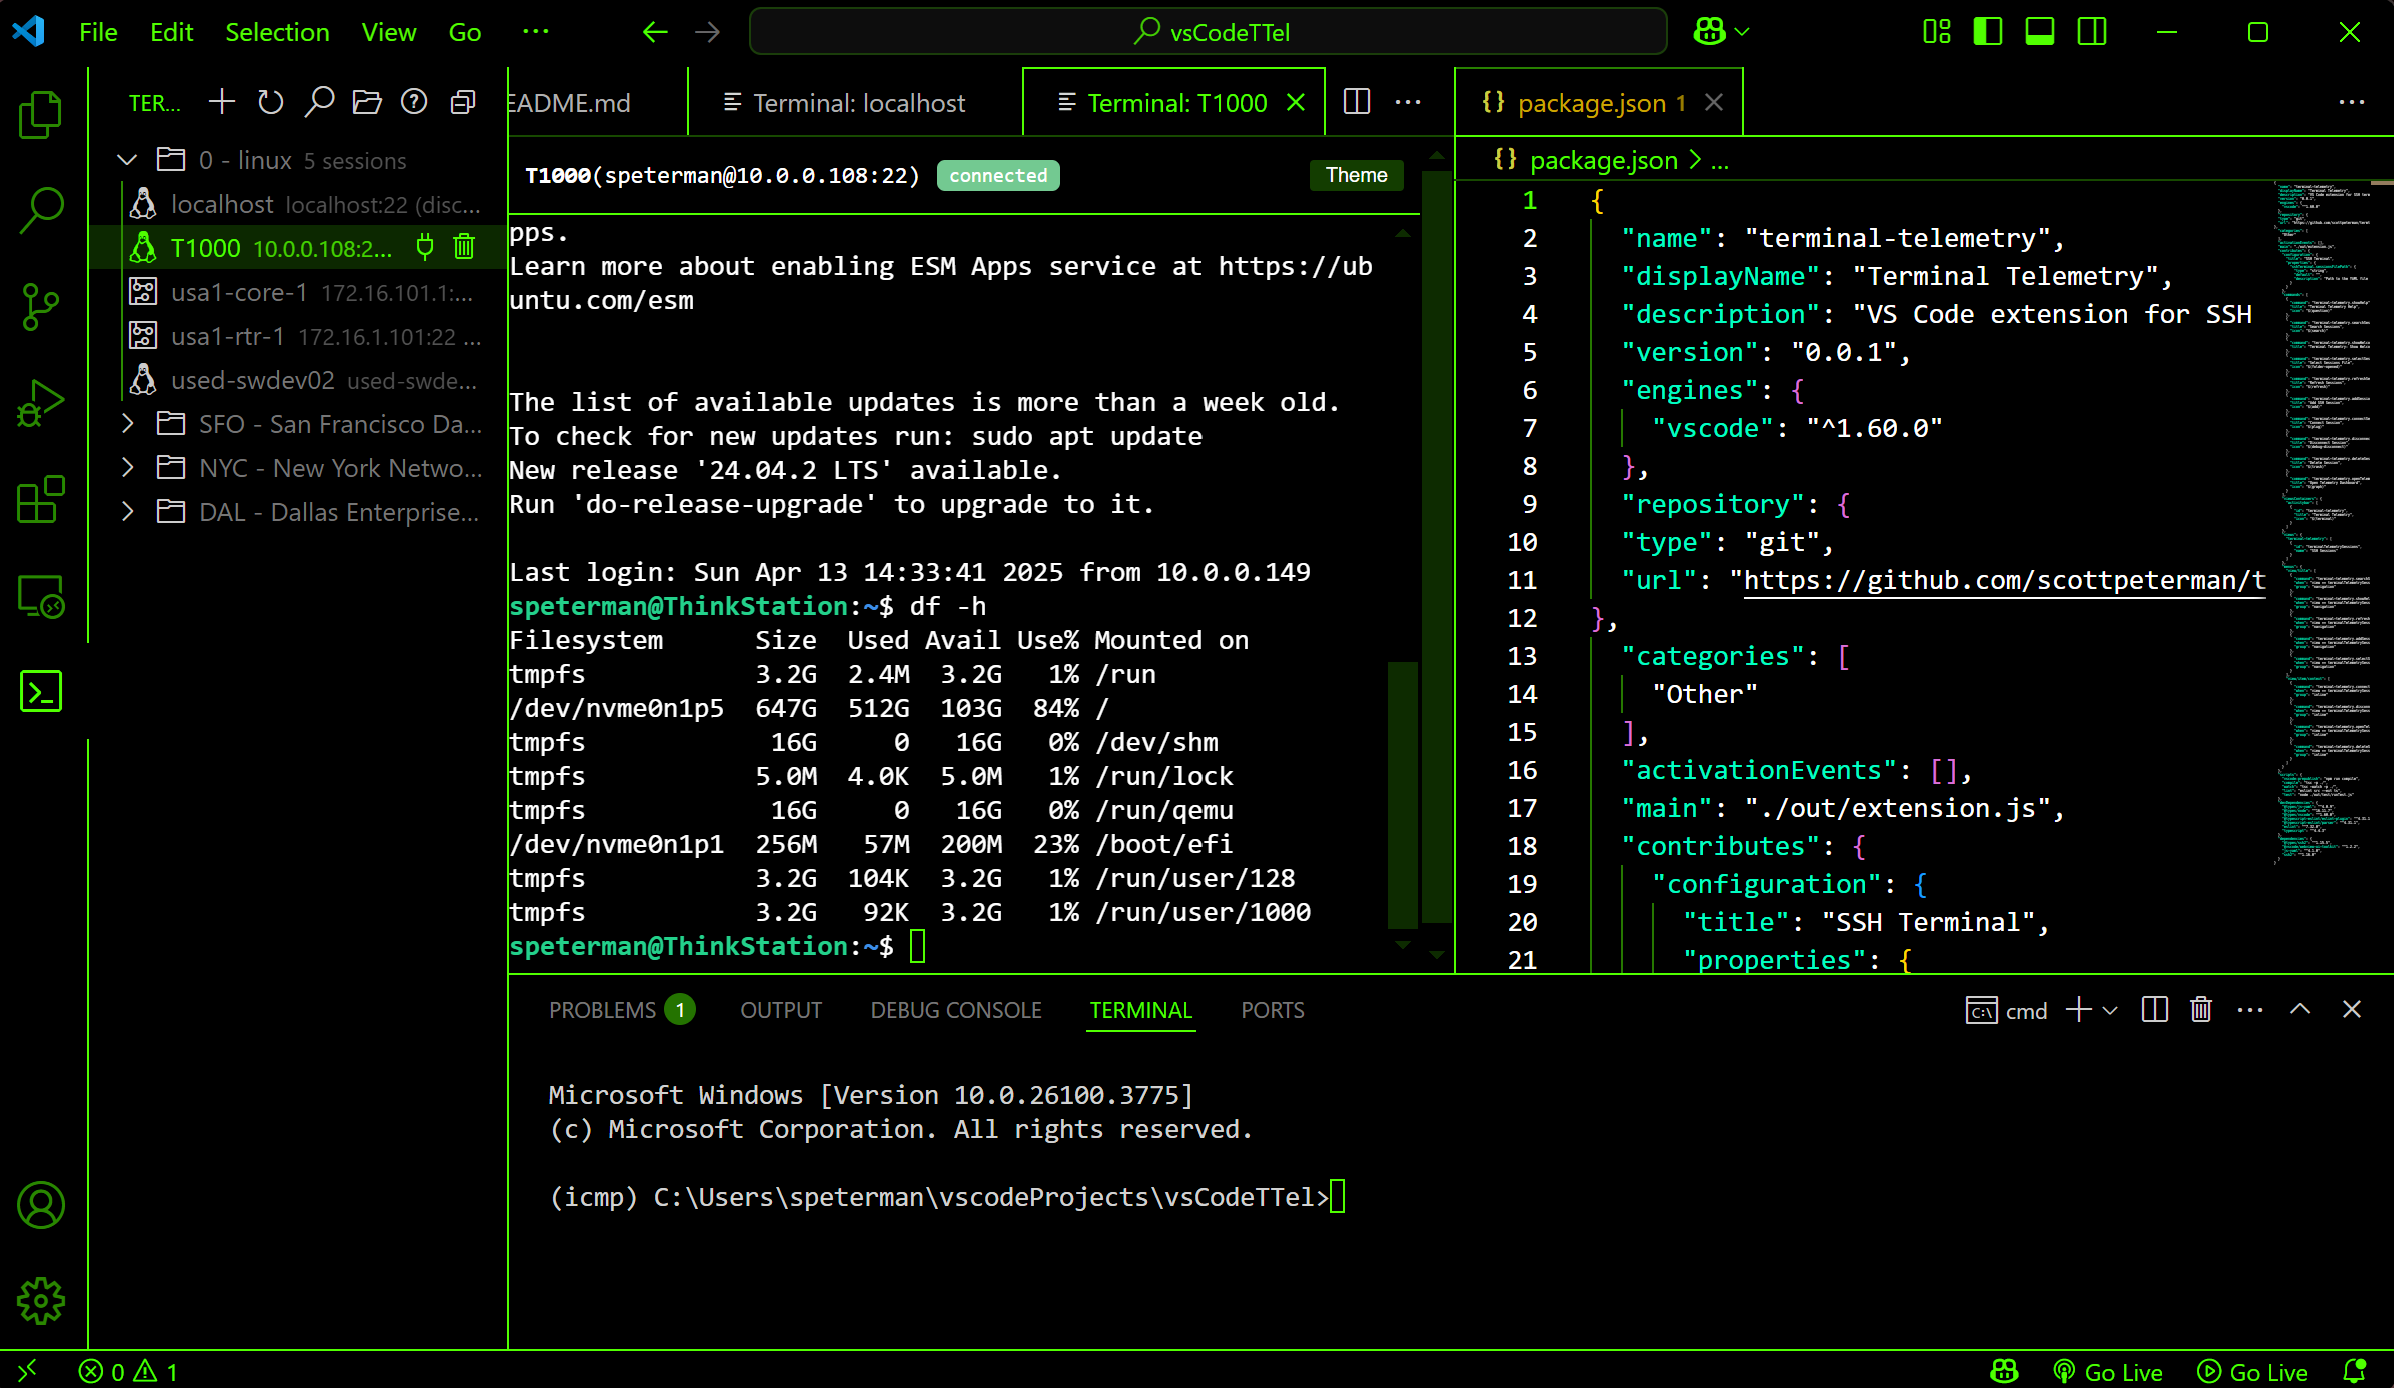 File Edit Selection View Go ···
vsCodeTTel
TER...
0 - linux 5 sessions
localhost localhost:22 (disc...
T1000 10.0.0.108:2...
usa1-core-1 172.16.101.1:...
usa1-rtr-1 172.16.1.101:22 ...
used-swdev02 used-swde...
SFO - San Francisco Da...
NYC - New York Netwo...
DAL - Dallas Enterprise...
EADME.md
Terminal: localhost
Terminal: T1000
T1000(speterman@10.0.0.108:22) connected Theme
pps.
Learn more about enabling ESM Apps service at https://ub
untu.com/esm
The list of available updates is more than a week old.
To check for new updates run: sudo apt update
New release '24.04.2 LTS' available.
Run 'do-release-upgrade' to upgrade to it.
Last login: Sun Apr 13 14:33:41 2025 from 10.0.0.149
speterman@ThinkStation:~$ df -h
Filesystem Size Used Avail Use% Mounted on
tmpfs 3.2G 2.4M 3.2G 1% /run
/dev/nvme0n1p5 647G 512G 103G 84% /
tmpfs 16G 0 16G 0% /dev/shm
tmpfs 5.0M 4.0K 5.0M 1% /run/lock
tmpfs 16G 0 16G 0% /run/qemu
/dev/nvme0n1p1 256M 57M 200M 23% /boot/efi
tmpfs 3.2G 104K 3.2G 1% /run/user/128
tmpfs 3.2G 92K 3.2G 1% /run/user/1000
speterman@ThinkStation:~$
{} package.json 1
{} package.json > ...
1 {
2 "name": "terminal-telemetry",
3 "displayName": "Terminal Telemetry",
4 "description": "VS Code extension for SSH
5 "version": "0.0.1",
6 "engines": {
7 "vscode": "^1.60.0"
8 },
9 "repository": {
10 "type": "git",
11 "url": "https://github.com/scottpeterman/t
12 },
13 "categories": [
14 "Other"
15 ],
16 "activationEvents": [],
17 "main": "./out/extension.js",
18 "contributes": {
19 "configuration": {
20 "title": "SSH Terminal",
21 "properties": {
PROBLEMS 1 OUTPUT DEBUG CONSOLE TERMINAL PORTS
cmd
Microsoft Windows [Version 10.0.26100.3775]
(c) Microsoft Corporation. All rights reserved.
(icmp) C:\Users\speterman\vscodeProjects\vsCodeTTel>
0 1
Go Live Go Live